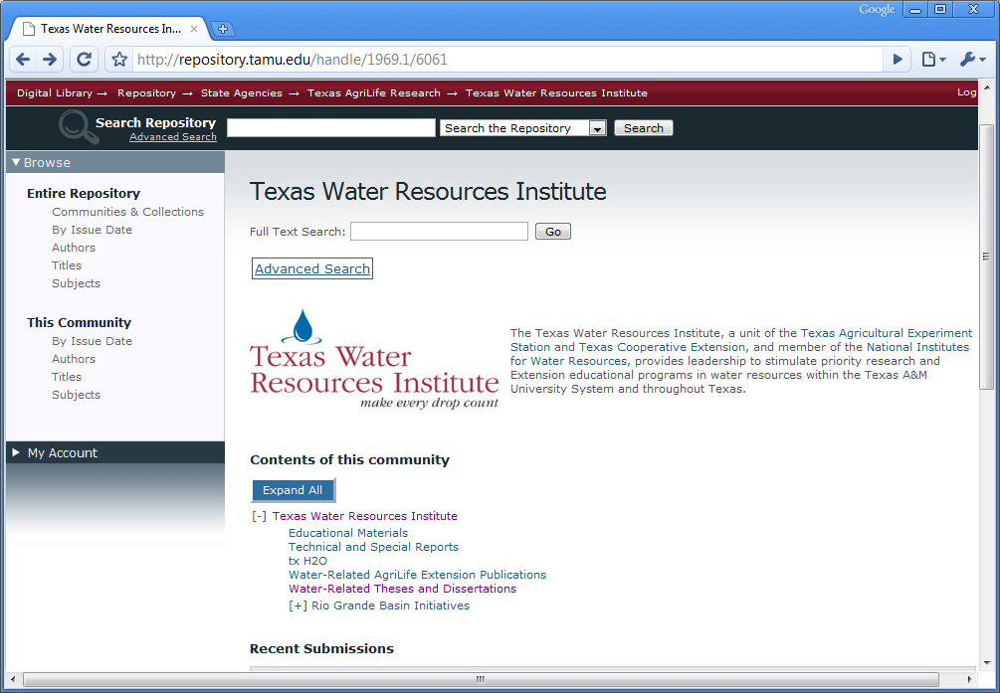 Google
Texas Water Resources In...
http://repository.tamu.edu/handle/1969.1/6061
Digital Library → Repository → State Agencies → Texas AgriLife Research → Texas Water Resources Institute Log
Search Repository
Advanced Search
Search the Repository
Search
Browse
Entire Repository
Communities & Collections
By Issue Date
Authors
Titles
Subjects
This Community
By Issue Date
Authors
Titles
Subjects
My Account
Texas Water Resources Institute
Full Text Search:
Go
Advanced Search
Texas Water
Resources Institute
make every drop count
The Texas Water Resources Institute, a unit of the Texas Agricultural Experiment
Station and Texas Cooperative Extension, and member of the National Institutes
for Water Resources, provides leadership to stimulate priority research and
Extension educational programs in water resources within the Texas A&M
University System and throughout Texas.
Contents of this community
Expand All
[-] Texas Water Resources Institute
Educational Materials
Technical and Special Reports
tx H2O
Water-Related AgriLife Extension Publications
Water-Related Theses and Dissertations
[+] Rio Grande Basin Initiatives
Recent Submissions